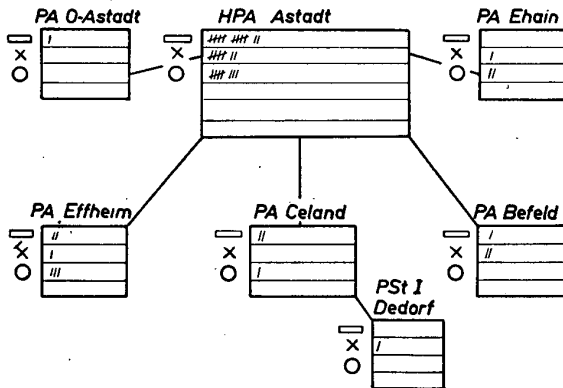 PA O-Astadt
HPA Astadt
PA Ehain
PA Effheim
PA Celand
PA Befeld
PSt I
Dedorf